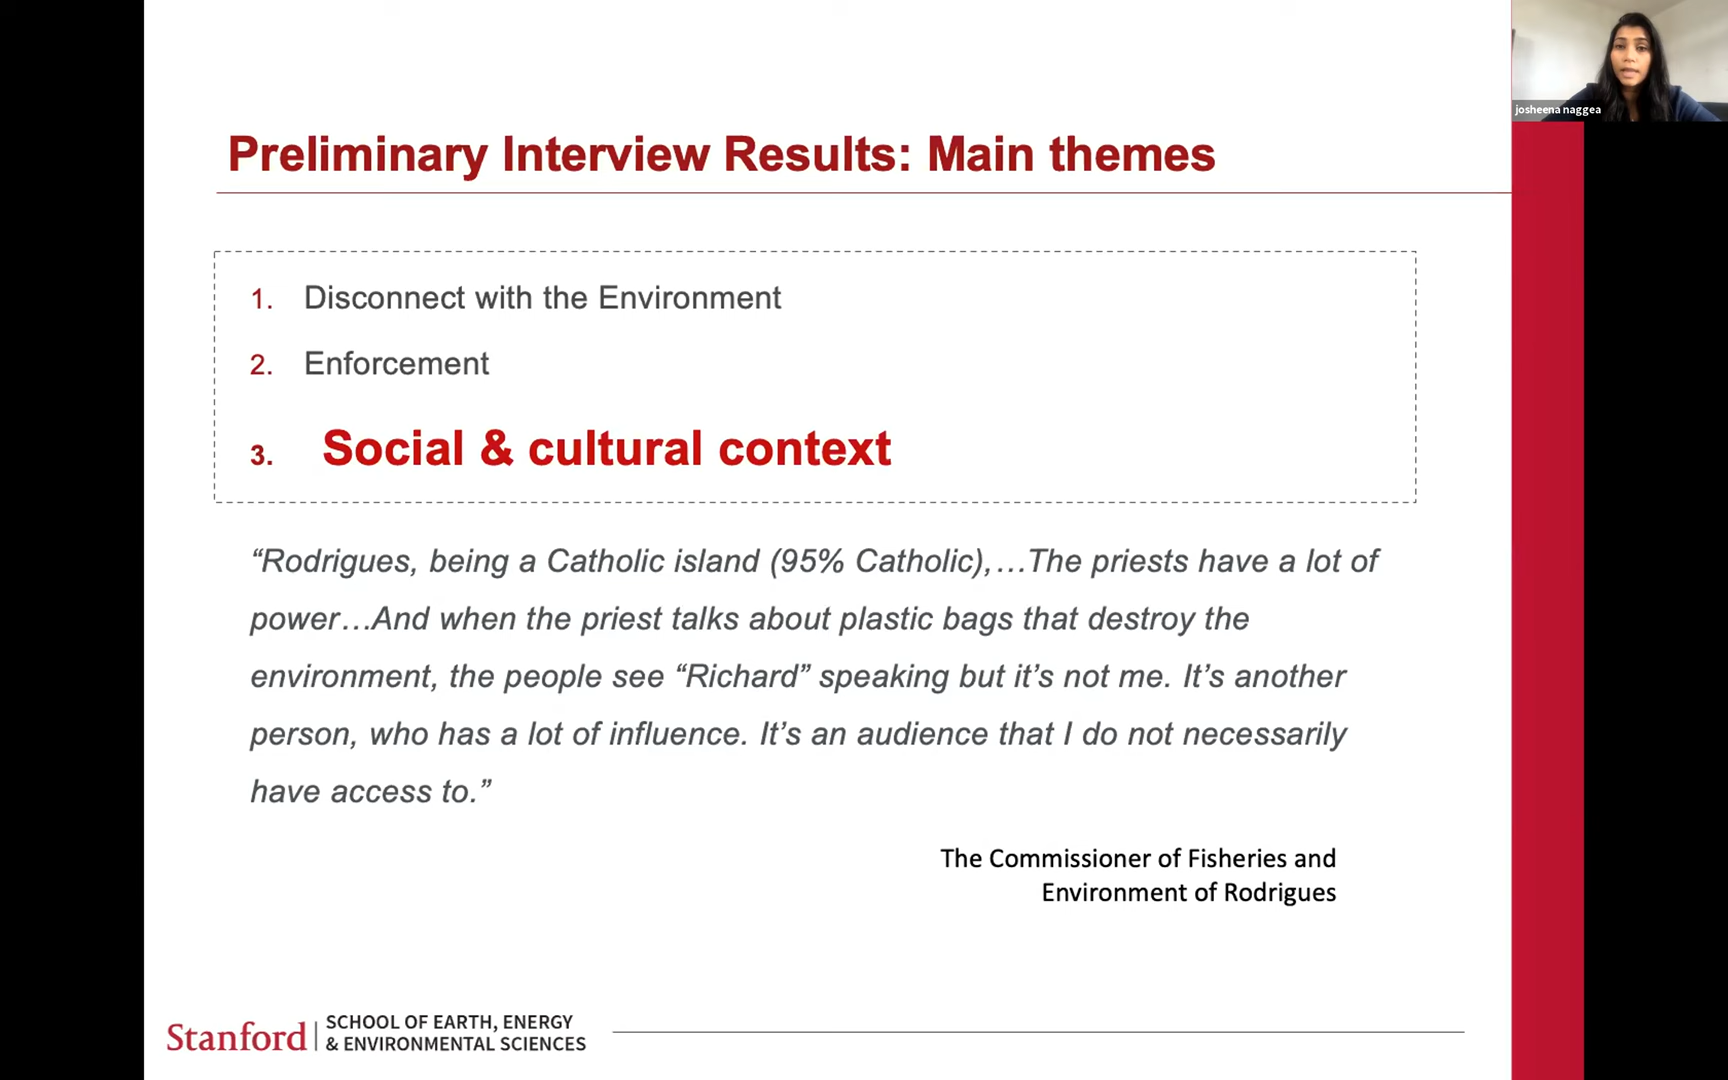 josheena naggea
Preliminary Interview Results: Main themes
1. Disconnect with the Environment
2. Enforcement
3. Social & cultural context
“Rodrigues, being a Catholic island (95% Catholic),…The priests have a lot of
power…And when the priest talks about plastic bags that destroy the
environment, the people see “Richard” speaking but it’s not me. It’s another
person, who has a lot of influence. It’s an audience that I do not necessarily
have access to.”
The Commissioner of Fisheries and
Environment of Rodrigues
Stanford
SCHOOL OF EARTH, ENERGY
& ENVIRONMENTAL SCIENCES